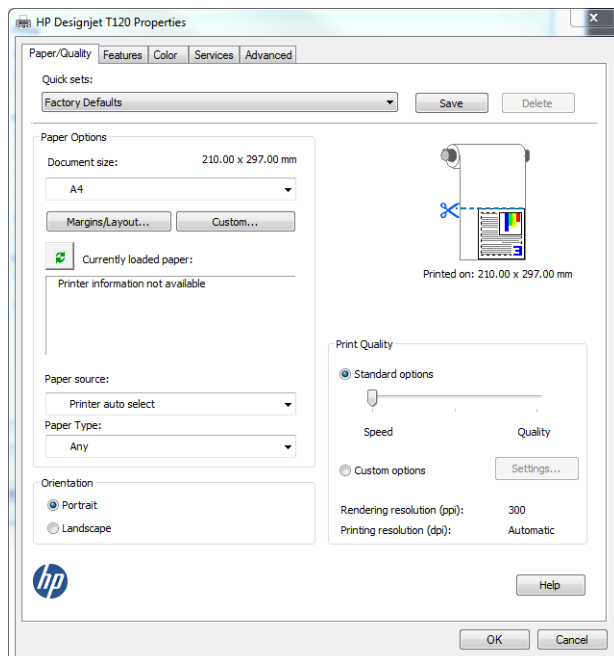 HP Designjet T120 Properties
X
Paper/Quality Features Color Services Advanced
Quick sets:
Factory Defaults
Save
Delete
Paper Options
Document size: 210.00 x 297.00 mm
A4
Margins/Layout...
Custom...
Currently loaded paper:
Printer information not available
Paper source:
Printer auto select
Paper Type:
Any
Orientation
Portrait
Landscape
3
Printed on: 210.00 x 297.00 mm
Print Quality
Standard options
Speed Quality
Custom options
Settings...
Rendering resolution (ppi): 300
Printing resolution (dpi): Automatic
hp
Help
OK
Cancel